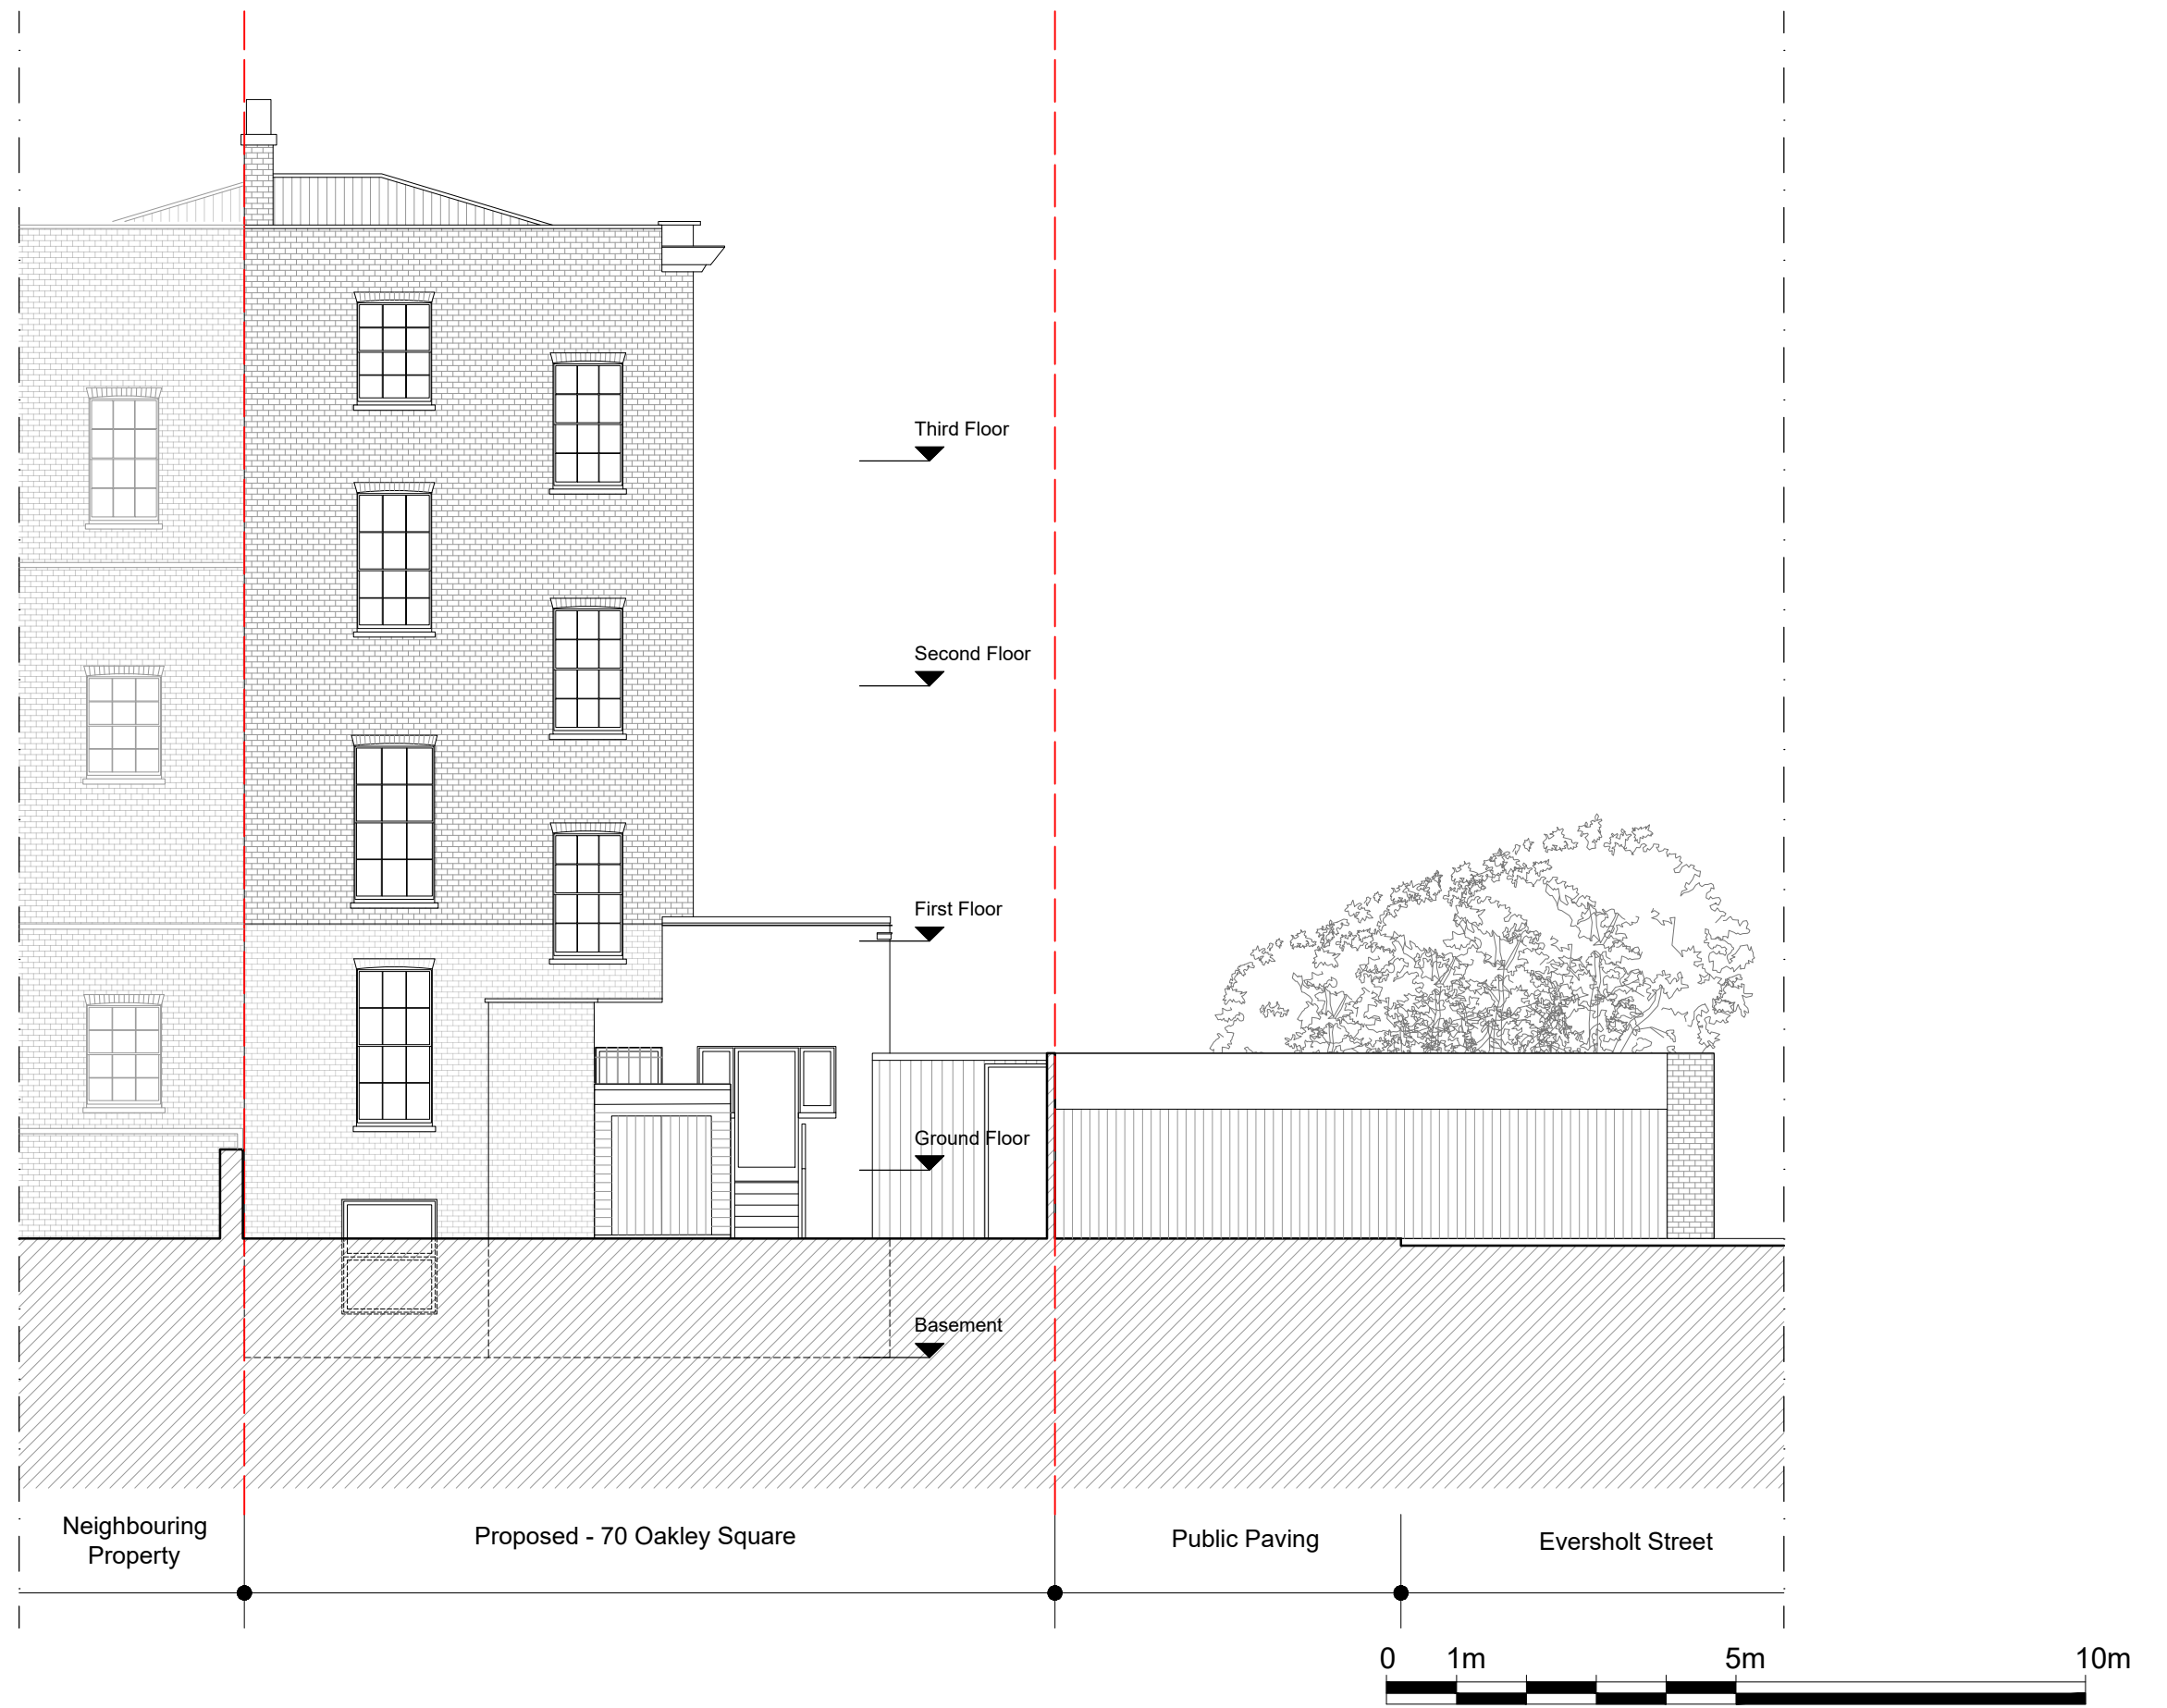 Third Floor
Second Floor
First Floor
Ground Floor
Basement
Neighbouring
Property
Proposed - 70 Oakley Square
Public Paving
Eversholt Street
0 1m 5m 10m